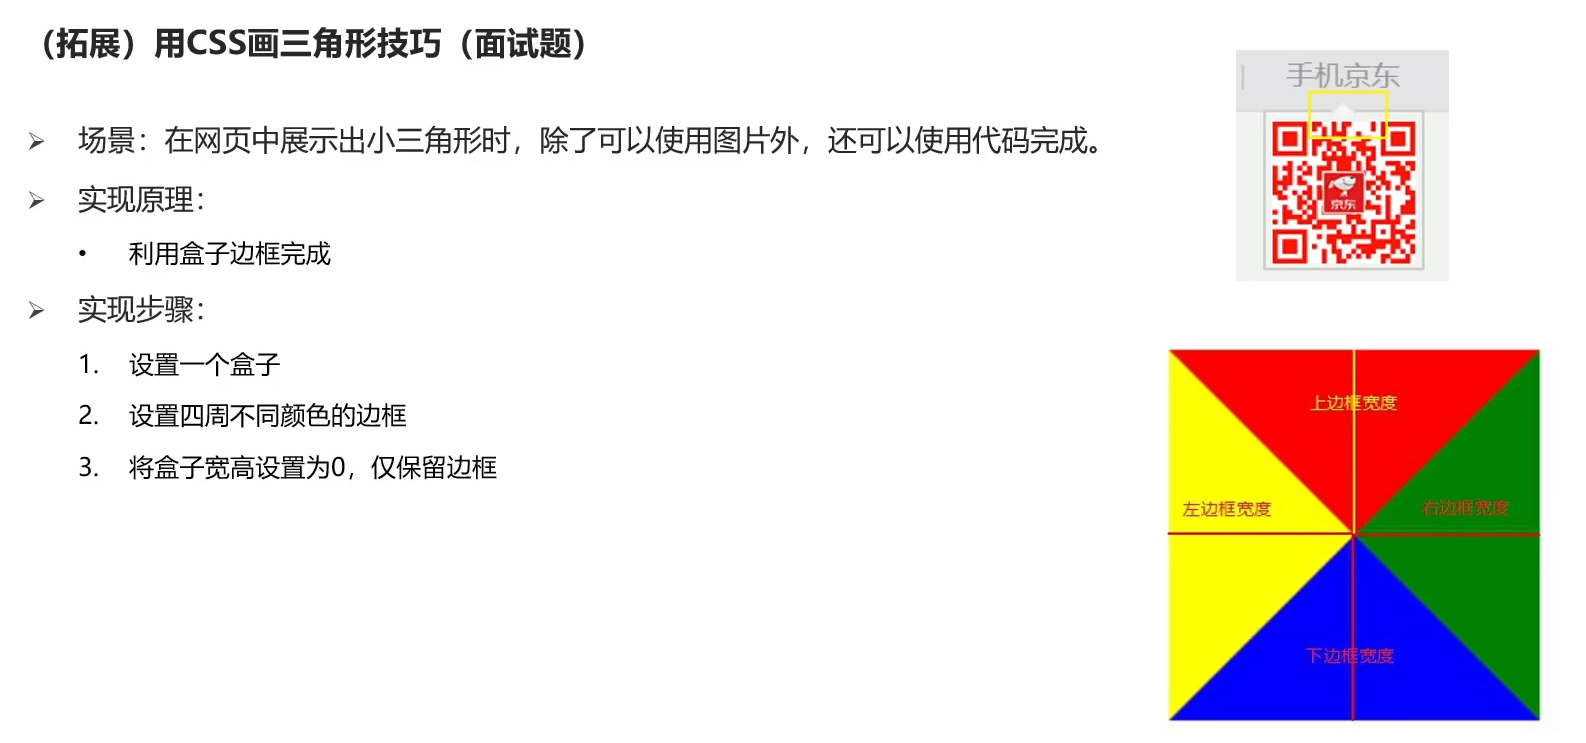 （拓展）用CSS画三角形技巧（面试题）
场景：在网页中展示出小三角形时，除了可以使用图片外，还可以使用代码完成。
实现原理：
利用盒子边框完成
实现步骤：
1. 设置一个盒子
2. 设置四周不同颜色的边框
3. 将盒子宽高设置为0，仅保留边框
手机京东
京东
上边框宽度
左边框宽度
右边框宽度
下边框宽度